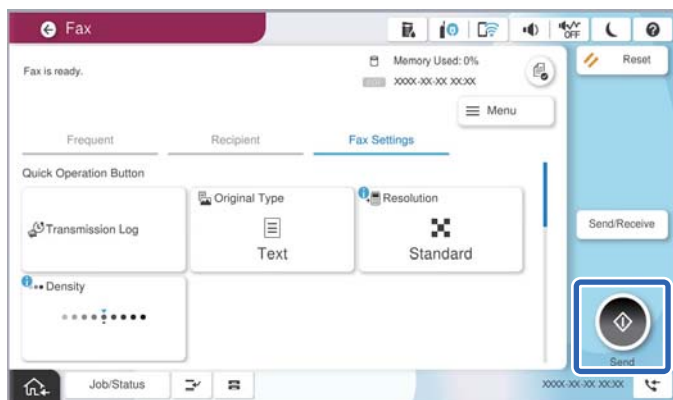 Fax
OFF
?
Fax is ready.
Memory Used: 0%
XXXX-XX-XX XX:XX
Reset
Menu
Frequent
Recipient
Fax Settings
Quick Operation Button
Transmission Log
Original Type
Text
Resolution
Standard
Send/Receive
Density
Send
Job/Status
XXXX-XX-XX XX:XX